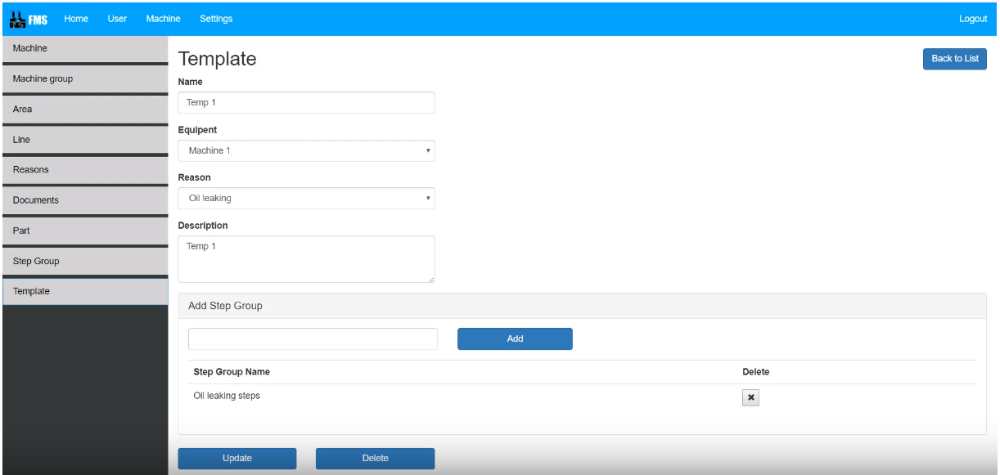 FMS Home User Machine Settings Logout
Machine
Machine group
Area
Line
Reasons
Documents
Part
Step Group
Template
Template
Back to List
Name
Temp 1
Equipent
Machine 1
Reason
Oil leaking
Description
Temp 1
Add Step Group
Add
Step Group Name Delete
Oil leaking steps
Update Delete